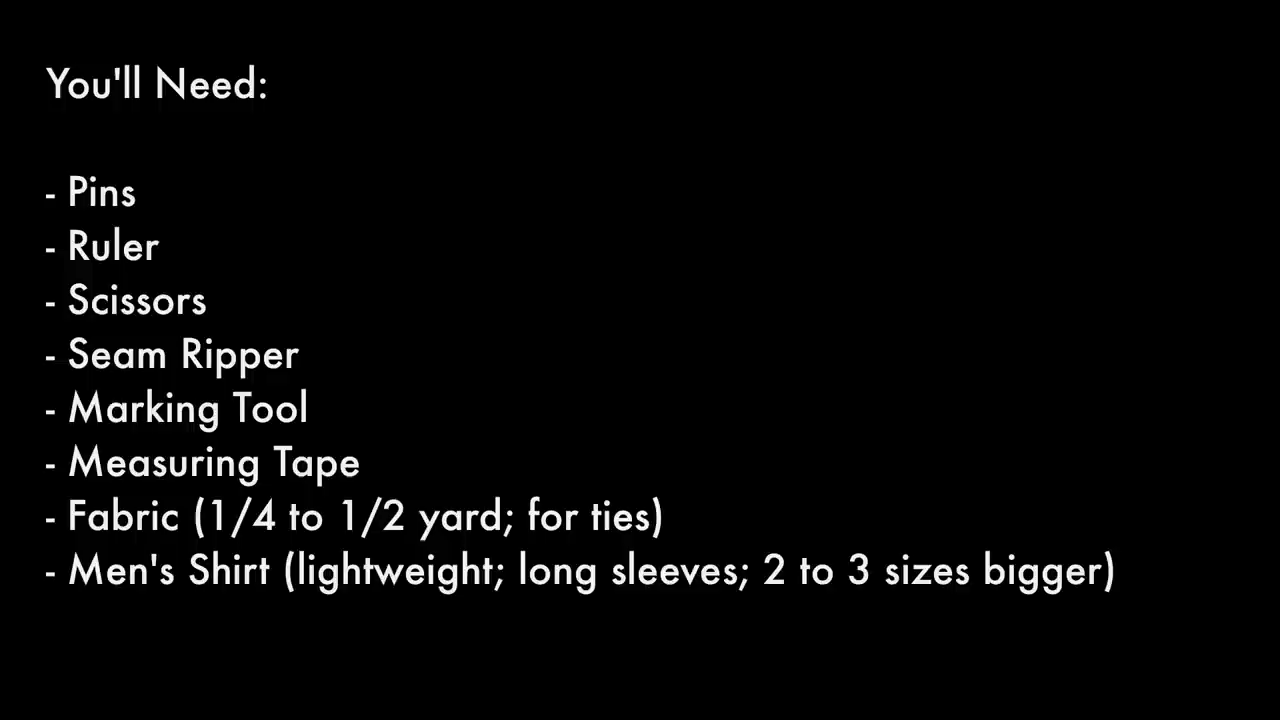 You'll Need:
- Pins
- Ruler
- Scissors
- Seam Ripper
- Marking Tool
- Measuring Tape
- Fabric (1/4 to 1/2 yard; for ties)
- Men's Shirt (lightweight; long sleeves; 2 to 3 sizes bigger)